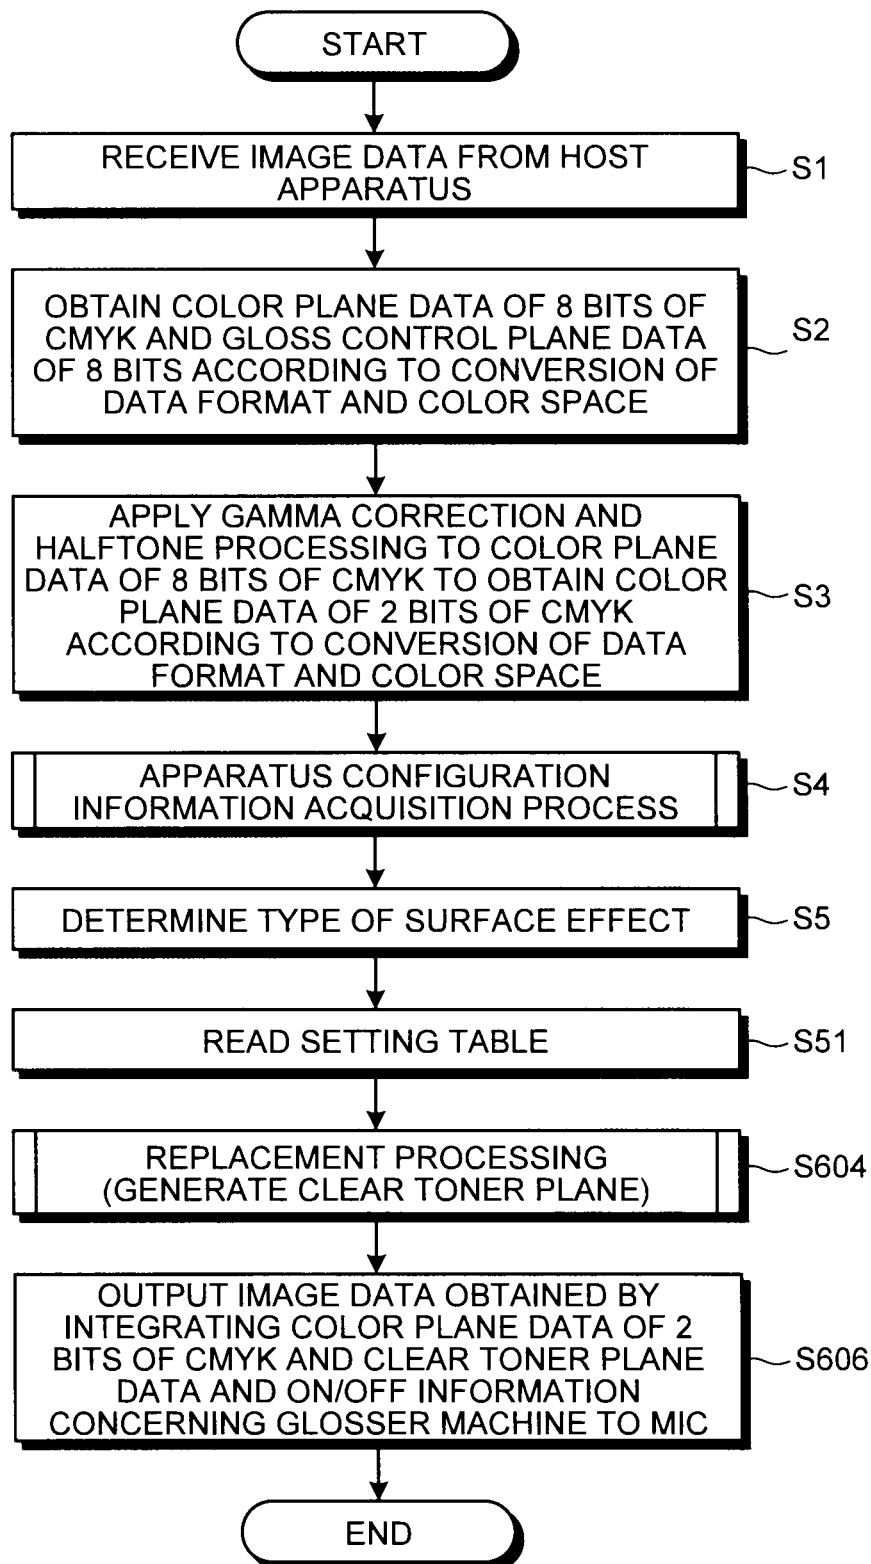 START
RECEIVE IMAGE DATA FROM HOST
APPARATUS
S1
OBTAIN COLOR PLANE DATA OF 8 BITS OF
CMYK AND GLOSS CONTROL PLANE DATA
OF 8 BITS ACCORDING TO CONVERSION OF
DATA FORMAT AND COLOR SPACE
S2
APPLY GAMMA CORRECTION AND
HALFTONE PROCESSING TO COLOR PLANE
DATA OF 8 BITS OF CMYK TO OBTAIN COLOR
PLANE DATA OF 2 BITS OF CMYK
ACCORDING TO CONVERSION OF DATA
FORMAT AND COLOR SPACE
S3
APPARATUS CONFIGURATION
INFORMATION ACQUISITION PROCESS
S4
DETERMINE TYPE OF SURFACE EFFECT
S5
READ SETTING TABLE
S51
REPLACEMENT PROCESSING
(GENERATE CLEAR TONER PLANE)
S604
OUTPUT IMAGE DATA OBTAINED BY
INTEGRATING COLOR PLANE DATA OF 2
BITS OF CMYK AND CLEAR TONER PLANE
DATA AND ON/OFF INFORMATION
CONCERNING GLOSSER MACHINE TO MIC
S606
END